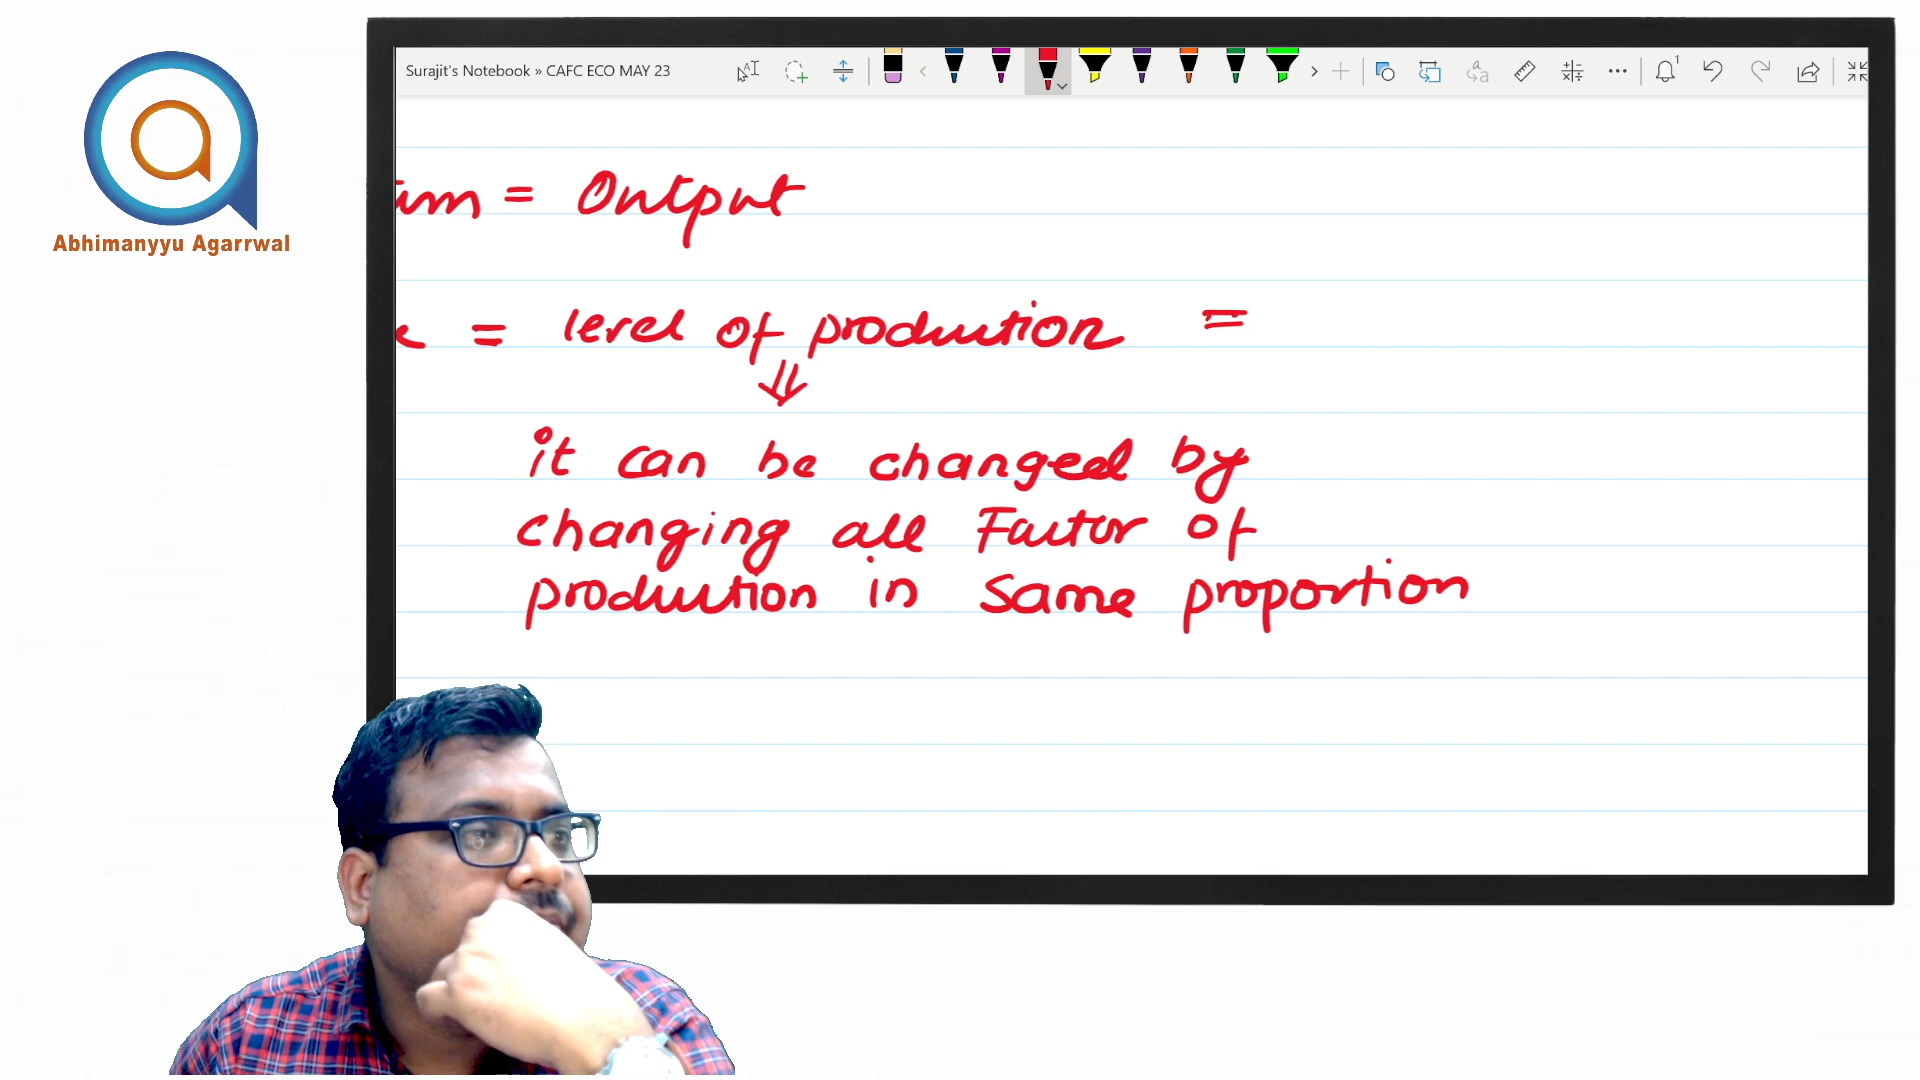 Surajit's Notebook » CAFC ECO MAY 23
Abhimanyyu Agarrwal
= Output
= level of production =
it can be changed by
changing all Factor of
production in same proportion